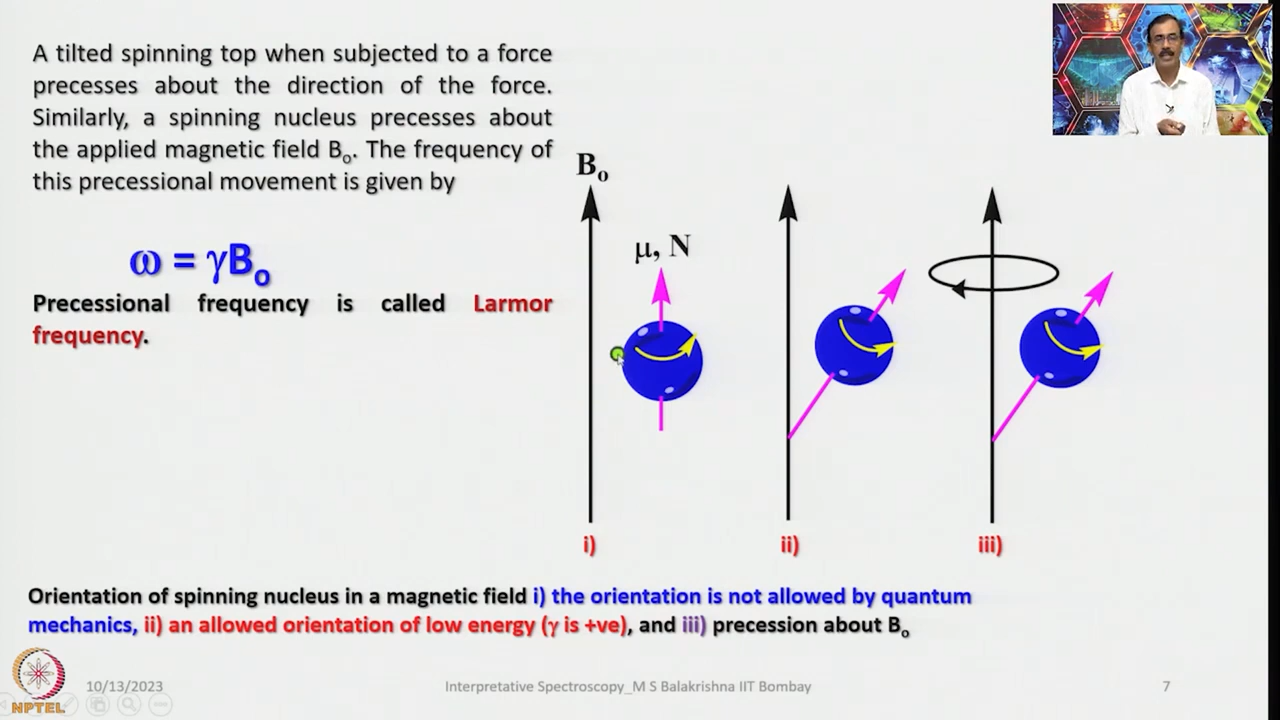 A tilted spinning top when subjected to a force
precesses about the direction of the force.
Similarly, a spinning nucleus precesses about
the applied magnetic field Bₒ. The frequency of
this precessional movement is given by
ω = γBₒ
Precessional frequency is called Larmor
frequency.
Bₒ
μ, N
i)
ii)
iii)
Orientation of spinning nucleus in a magnetic field i) the orientation is not allowed by quantum
mechanics, ii) an allowed orientation of low energy (γ is +ve), and iii) precession about Bₒ
10/13/2023
Interpretative Spectroscopy_M S Balakrishna IIT Bombay
7
NPTEL